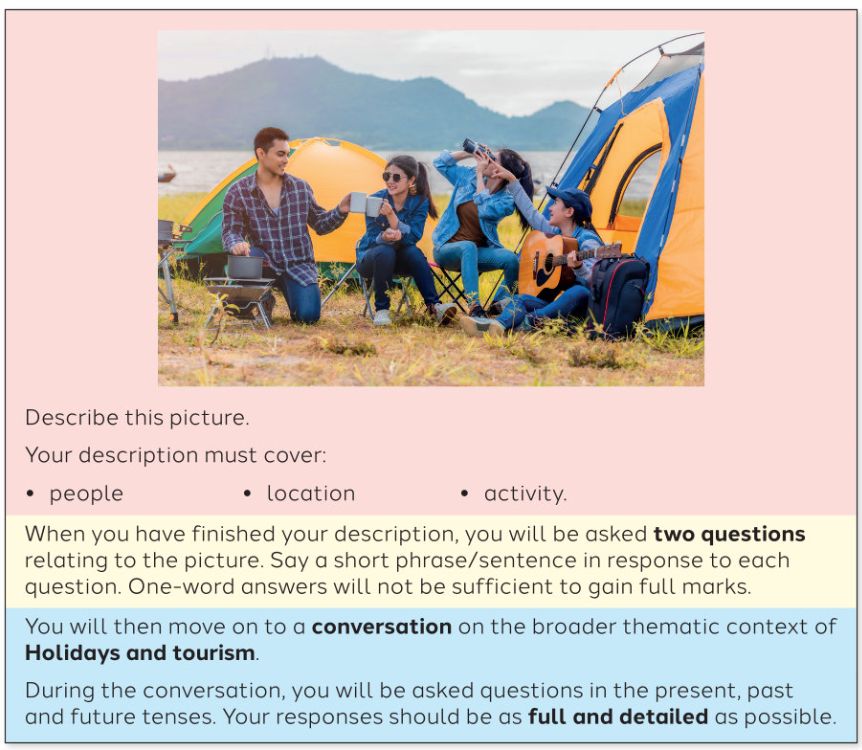 Describe this picture.
Your description must cover:
• people • location • activity.
When you have finished your description, you will be asked two questions
relating to the picture. Say a short phrase/sentence in response to each
question. One-word answers will not be sufficient to gain full marks.
You will then move on to a conversation on the broader thematic context of
Holidays and tourism.
During the conversation, you will be asked questions in the present, past
and future tenses. Your responses should be as full and detailed as possible.